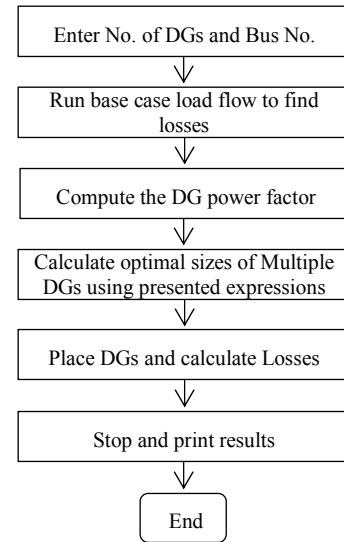 Enter No. of DGs and Bus No.
Run base case load flow to find
losses
Compute the DG power factor
Calculate optimal sizes of Multiple
DGs using presented expressions
Place DGs and calculate Losses
Stop and print results
End